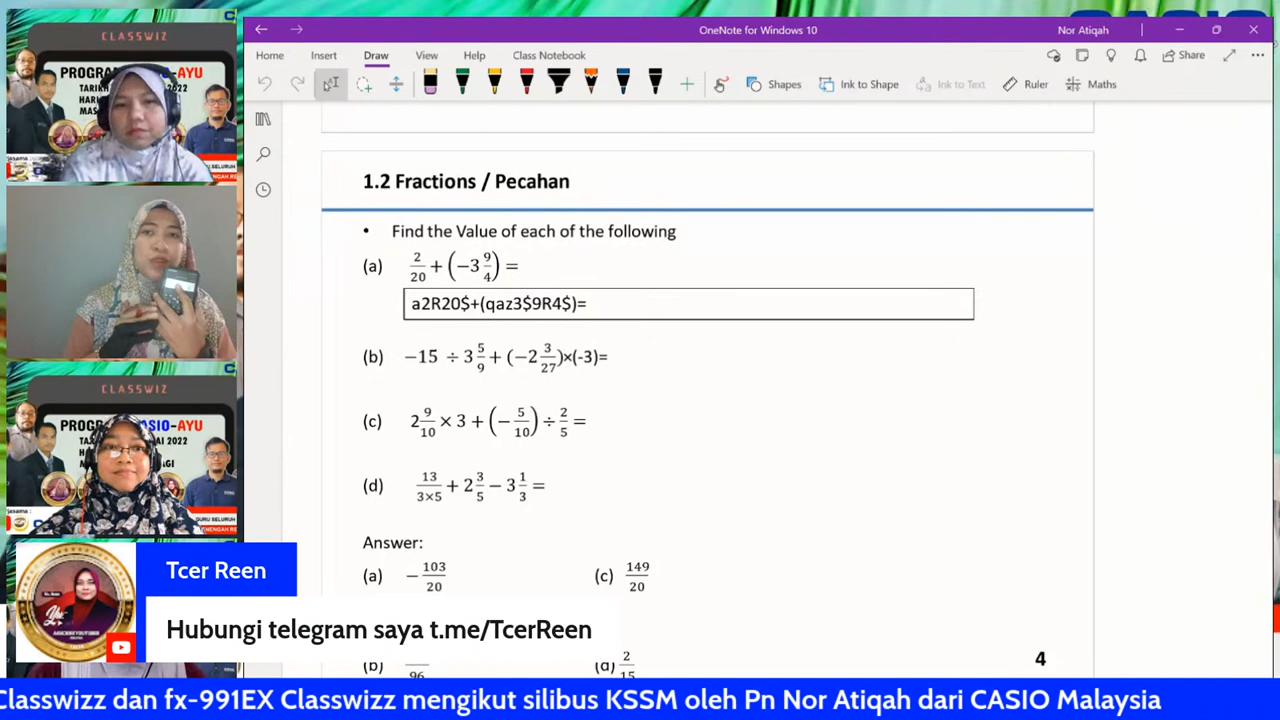 CLASSWIZ
OneNote for Windows 10
Nor Atiqah
Home
Insert
Draw
View
Help
Class Notebook
Share
Shapes
Ink to Shape
Ink to Text
Ruler
Maths
1.2 Fractions / Pecahan
• Find the Value of each of the following
(a) 2/20 + (−3 9/4) =
a2R20$+(qaz3$9R4$)=
(b) −15 ÷ 3 5/9 + (−2 3/27)×(-3)=
(c) 2 9/10 × 3 + (−5/10) ÷ 2/5 =
(d) 13/3×5 + 2 3/5 − 3 1/3 =
Answer:
(a) −103/20
(c) 149/20
(b) 96
(d) 2/15
4
CLASSWIZ
Tcer Reen
Hubungi telegram saya t.me/TcerReen
Classwizz dan fx-991EX Classwizz mengikut silibus KSSM oleh Pn Nor Atiqah dari CASIO Malaysia